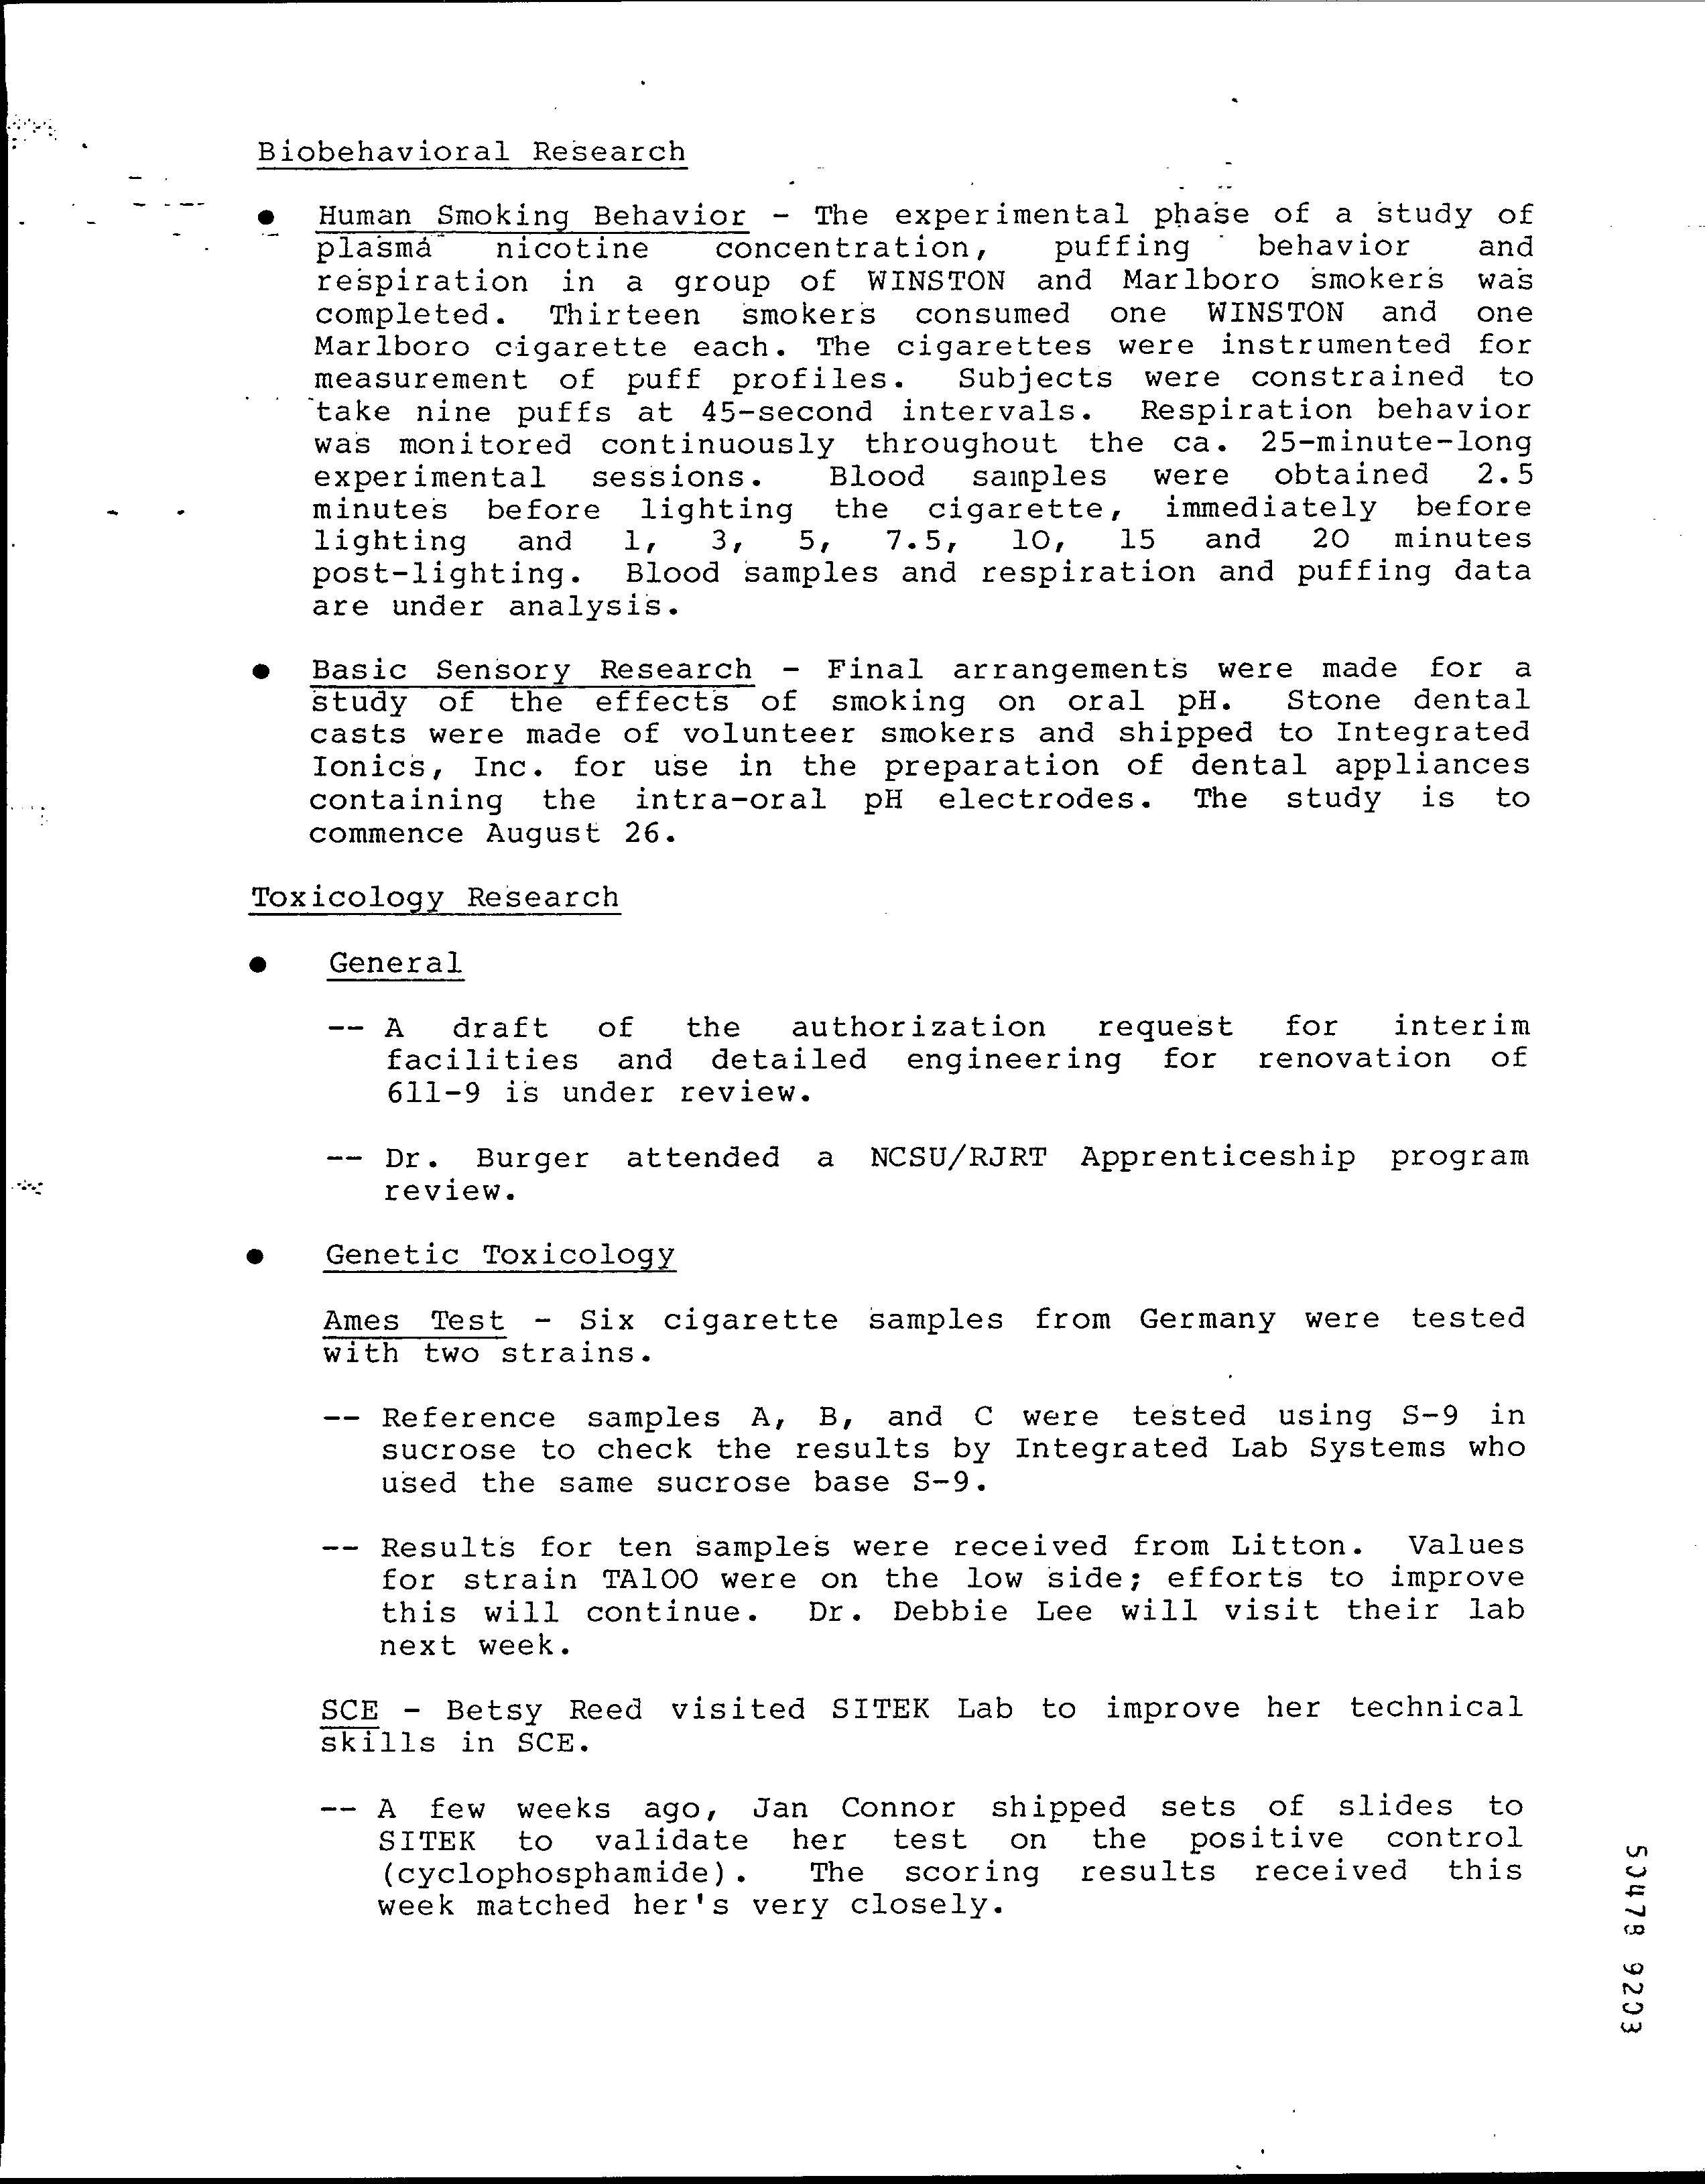 Biobehavioral Research
● Human Smoking Behavior - The experimental phase of a study of
plasma nicotine concentration, puffing behavior and
respiration in a group of WINSTON and Marlboro smokers was
completed. Thirteen smokers consumed one WINSTON and one
Marlboro cigarette each. The cigarettes were instrumented for
measurement of puff profiles. Subjects were constrained to
take nine puffs at 45-second intervals. Respiration behavior
was monitored continuously throughout the ca. 25-minute-long
experimental sessions. Blood samples were obtained 2.5
minutes before lighting the cigarette, immediately before
lighting and 1, 3, 5, 7.5, 10, 15 and 20 minutes
post-lighting. Blood samples and respiration and puffing data
are under analysis.
● Basic Sensory Research - Final arrangements were made for a
study of the effects of smoking on oral pH. Stone dental
casts were made of volunteer smokers and shipped to Integrated
Ionics, Inc. for use in the preparation of dental appliances
containing the intra-oral pH electrodes. The study is to
commence August 26.
Toxicology Research
● General
-- A draft of the authorization request for interim
facilities and detailed engineering for renovation of
611-9 is under review.
-- Dr. Burger attended a NCSU/RJRT Apprenticeship program
review.
● Genetic Toxicology
Ames Test - Six cigarette samples from Germany were tested
with two strains.
-- Reference samples A, B, and C were tested using S-9 in
sucrose to check the results by Integrated Lab Systems who
used the same sucrose base S-9.
-- Results for ten samples were received from Litton. Values
for strain TA100 were on the low side; efforts to improve
this will continue. Dr. Debbie Lee will visit their lab
next week.
SCE - Betsy Reed visited SITEK Lab to improve her technical
skills in SCE.
-- A few weeks ago, Jan Connor shipped sets of slides to
SITEK to validate her test on the positive control
(cyclophosphamide). The scoring results received this
week matched her's very closely.
50478 9203